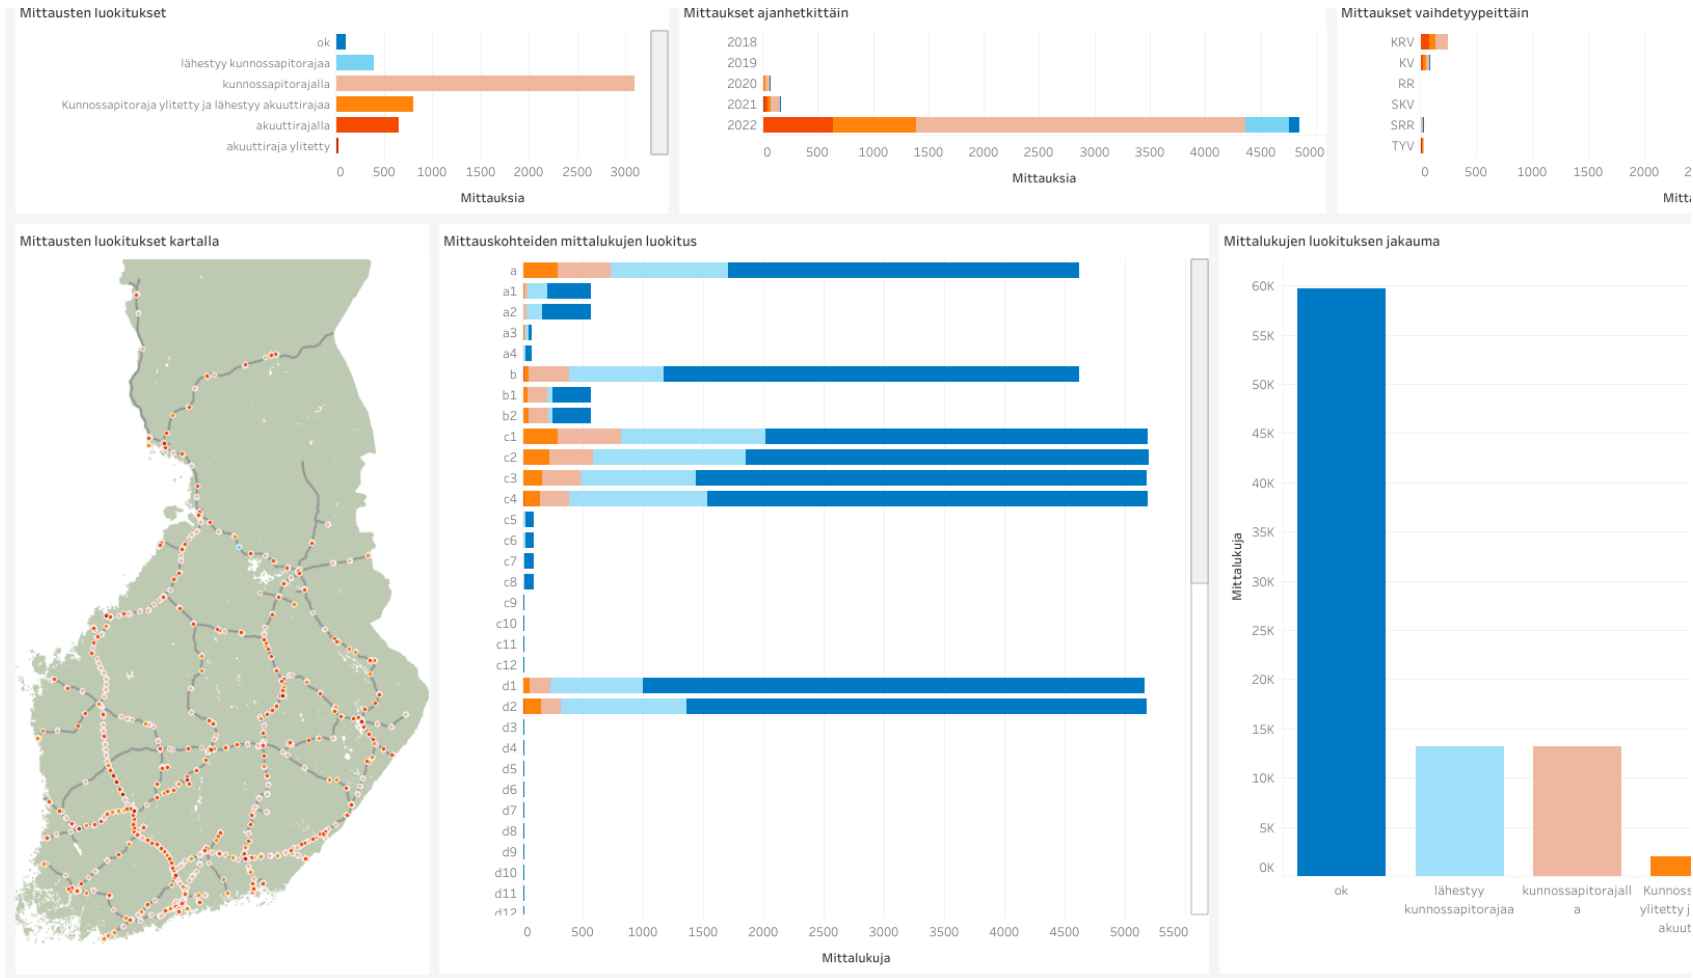 Mittausten luokitukset
ok
lähestyy kunnossapitorajaa
kunnossapitorajalla
Kunnossapitoraja ylitetty ja lähestyy akuuttirajaa
akuuttirajalla
akuuttiraja ylitetty
0 500 1000 1500 2000 2500 3000
Mittauksia
Mittaukset ajanhetkittäin
2018
2019
2020
2021
2022
0 500 1000 1500 2000 2500 3000 3500 4000 4500 5000
Mittauksia
Mittaukset vaihdetyypeittäin
KRV
KV
RR
SKV
SRR
TYV
0 500 1000 1500 2000 2
Mitta
Mittausten luokitukset kartalla
Mittauskohteiden mittalukujen luokitus
a
a1
a2
a3
a4
b
b1
b2
c1
c2
c3
c4
c5
c6
c7
c8
c9
c10
c11
c12
d1
d2
d3
d4
d5
d6
d7
d8
d9
d10
d11
d12
0 500 1000 1500 2000 2500 3000 3500 4000 4500 5000 5500
Mittalukuja
Mittalukujen luokituksen jakauma
Mittalukuja
60K
55K
50K
45K
40K
35K
30K
25K
20K
15K
10K
5K
0K
ok
lähestyy
kunnossapitorajaa
kunnossapitorajall
a
Kunnoss
ylitetty j
akuut